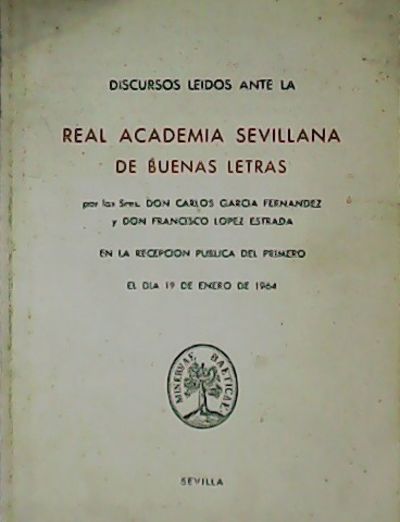 DISCURSOS LEIDOS ANTE LA
REAL ACADEMIA SEVILLANA
DE BUENAS LETRAS
por los Sres. DON CARLOS GARCIA FERNANDEZ
y DON FRANCISCO LOPEZ ESTRADA
EN LA RECEPCION PUBLICA DEL PRIMERO
EL DIA 19 DE ENERO DE 1964
MINERVAE BAETICAE
SEVILLA